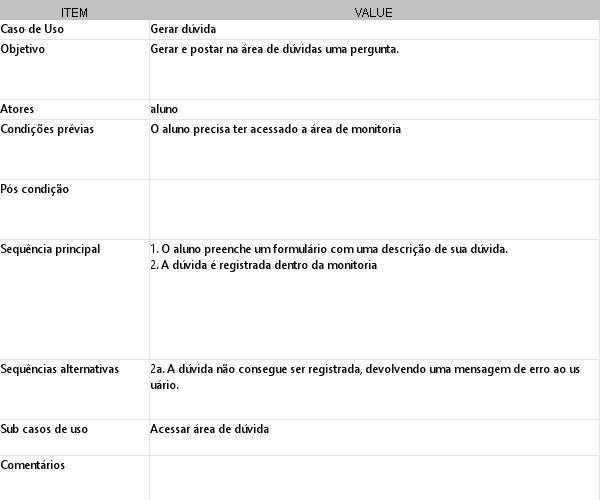 ITEM VALUE
Caso de Uso Gerar dúvida
Objetivo Gerar e postar na área de dúvidas uma pergunta.
Atores aluno
Condições prévias O aluno precisa ter acessado a área de monitoria
Pós condição
Sequência principal 1. O aluno preenche um formulário com uma descrição de sua dúvida.
2. A dúvida é registrada dentro da monitoria
Sequências alternativas 2a. A dúvida não consegue ser registrada, devolvendo uma mensagem de erro ao us
uário.
Sub casos de uso Acessar área de dúvida
Comentários